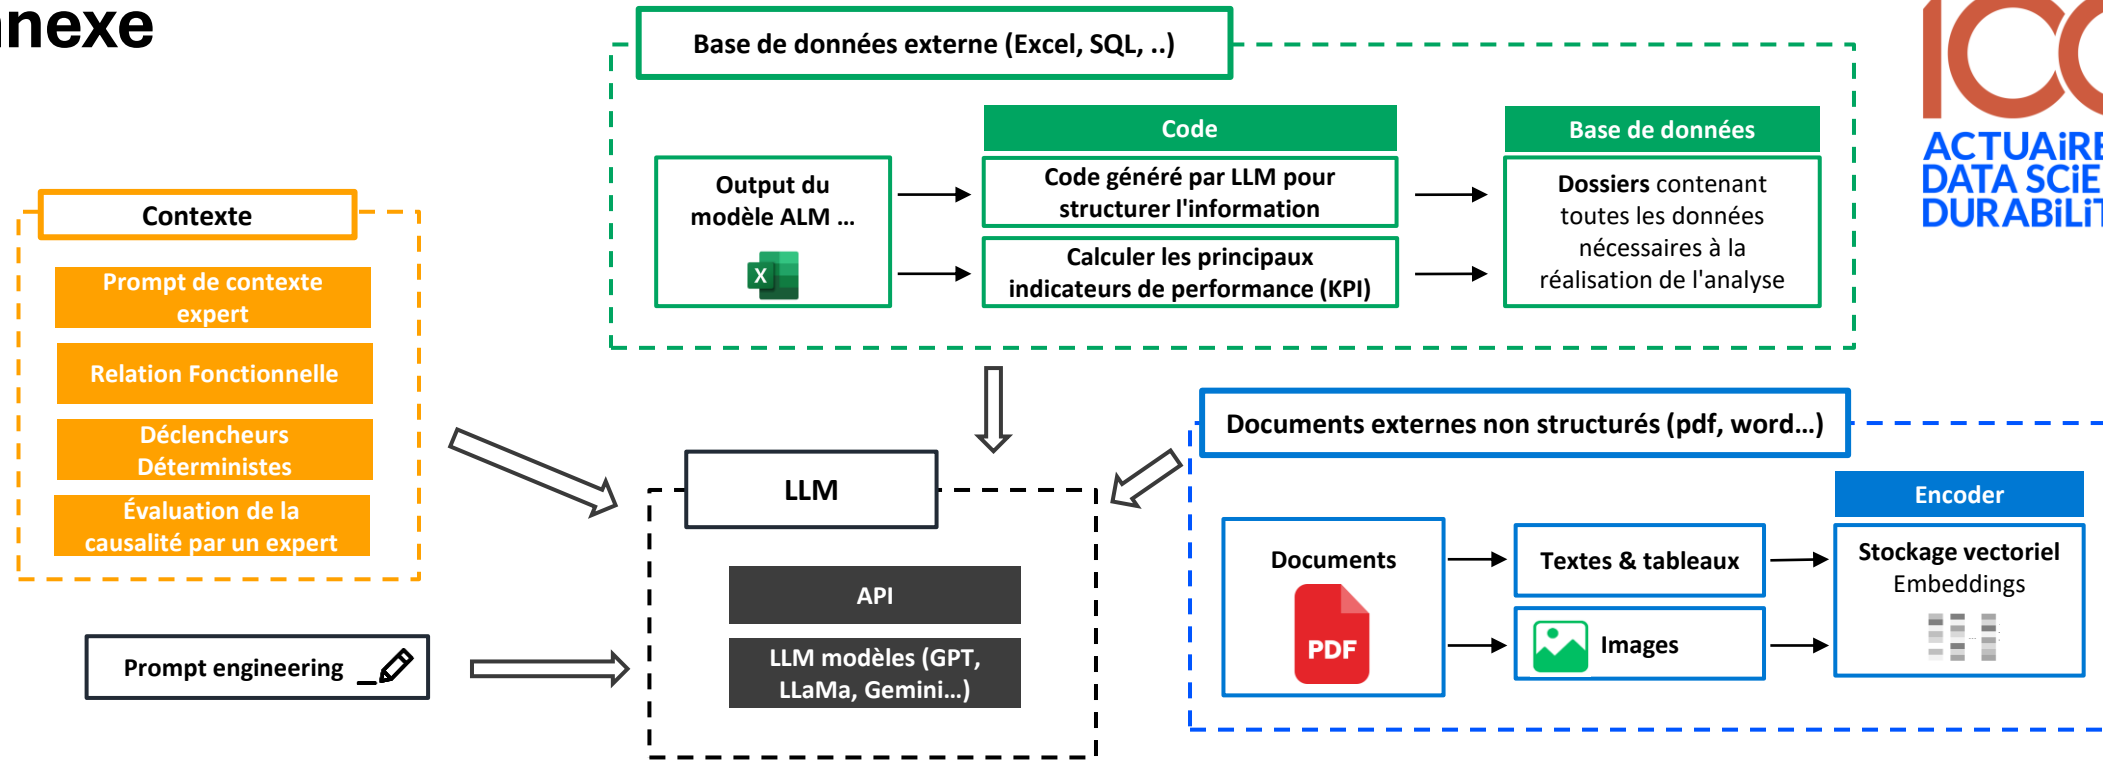 nexe
Base de données externe (Excel, SQL, ..)
Code
Base de données
Output du
modèle ALM ...
Code généré par LLM pour
structurer l'information
Calculer les principaux
indicateurs de performance (KPI)
Dossiers contenant
toutes les données
nécessaires à la
réalisation de l'analyse
X
ACTUAiRE
DATA SCiE
DURABiLiT
Contexte
Prompt de contexte
expert
Relation Fonctionnelle
Déclencheurs
Déterministes
Évaluation de la
causalité par un expert
Prompt engineering
LLM
API
LLM modèles (GPT,
LLaMa, Gemini...)
Documents externes non structurés (pdf, word...)
Encoder
Documents
PDF
Textes & tableaux
Images
Stockage vectoriel
Embeddings